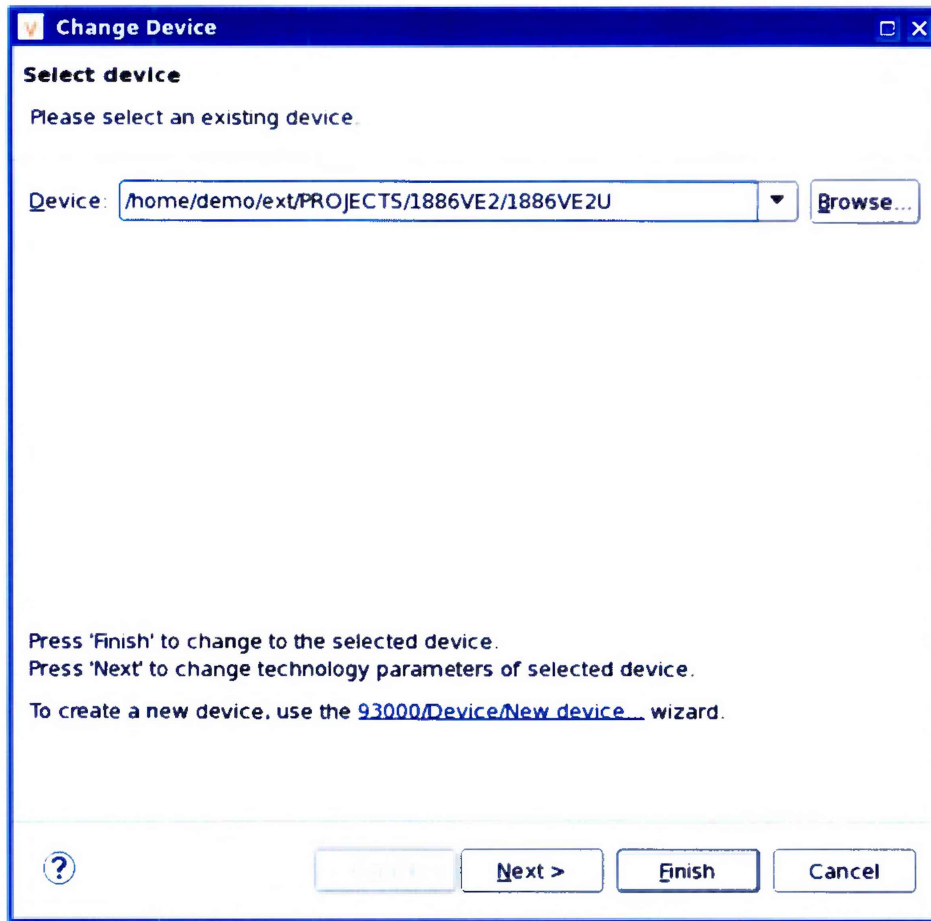 Change Device
Select device
Please select an existing device.
Device: /home/demo/ext/PROJECTS/1886VE2/1886VE2U Browse...
Press 'Finish' to change to the selected device.
Press 'Next' to change technology parameters of selected device.
To create a new device, use the 93000/Device/New device... wizard.
? Next > Finish Cancel